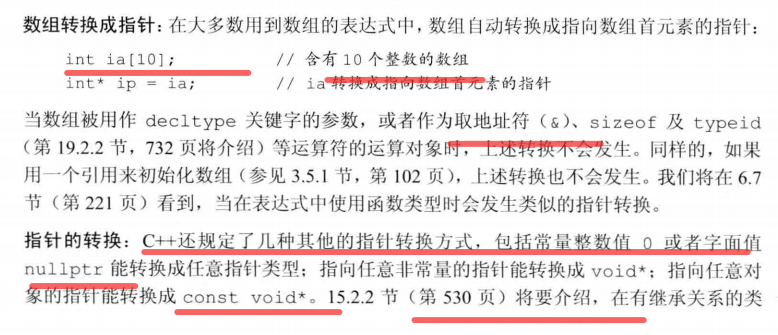 数组转换成指针：在大多数用到数组的表达式中，数组自动转换成指向数组首元素的指针：
int ia[10]; // 含有 10 个整数的数组
int* ip = ia; // ia 转换成指向数组首元素的指针
当数组被用作 decltype 关键字的参数，或者作为取地址符（&）、sizeof 及 typeid
（第 19.2.2 节，732 页将介绍）等运算符的运算对象时，上述转换不会发生。同样的，如果
用一个引用来初始化数组（参见 3.5.1 节，第 102 页），上述转换也不会发生。我们将在 6.7
节（第 221 页）看到，当在表达式中使用函数类型时会发生类似的指针转换。
指针的转换：C++还规定了几种其他的指针转换方式，包括常量整数值 0 或者字面值
nullptr 能转换成任意指针类型；指向任意非常量的指针能转换成 void*；指向任意对
象的指针能转换成 const void*。15.2.2 节（第 530 页）将要介绍，在有继承关系的类